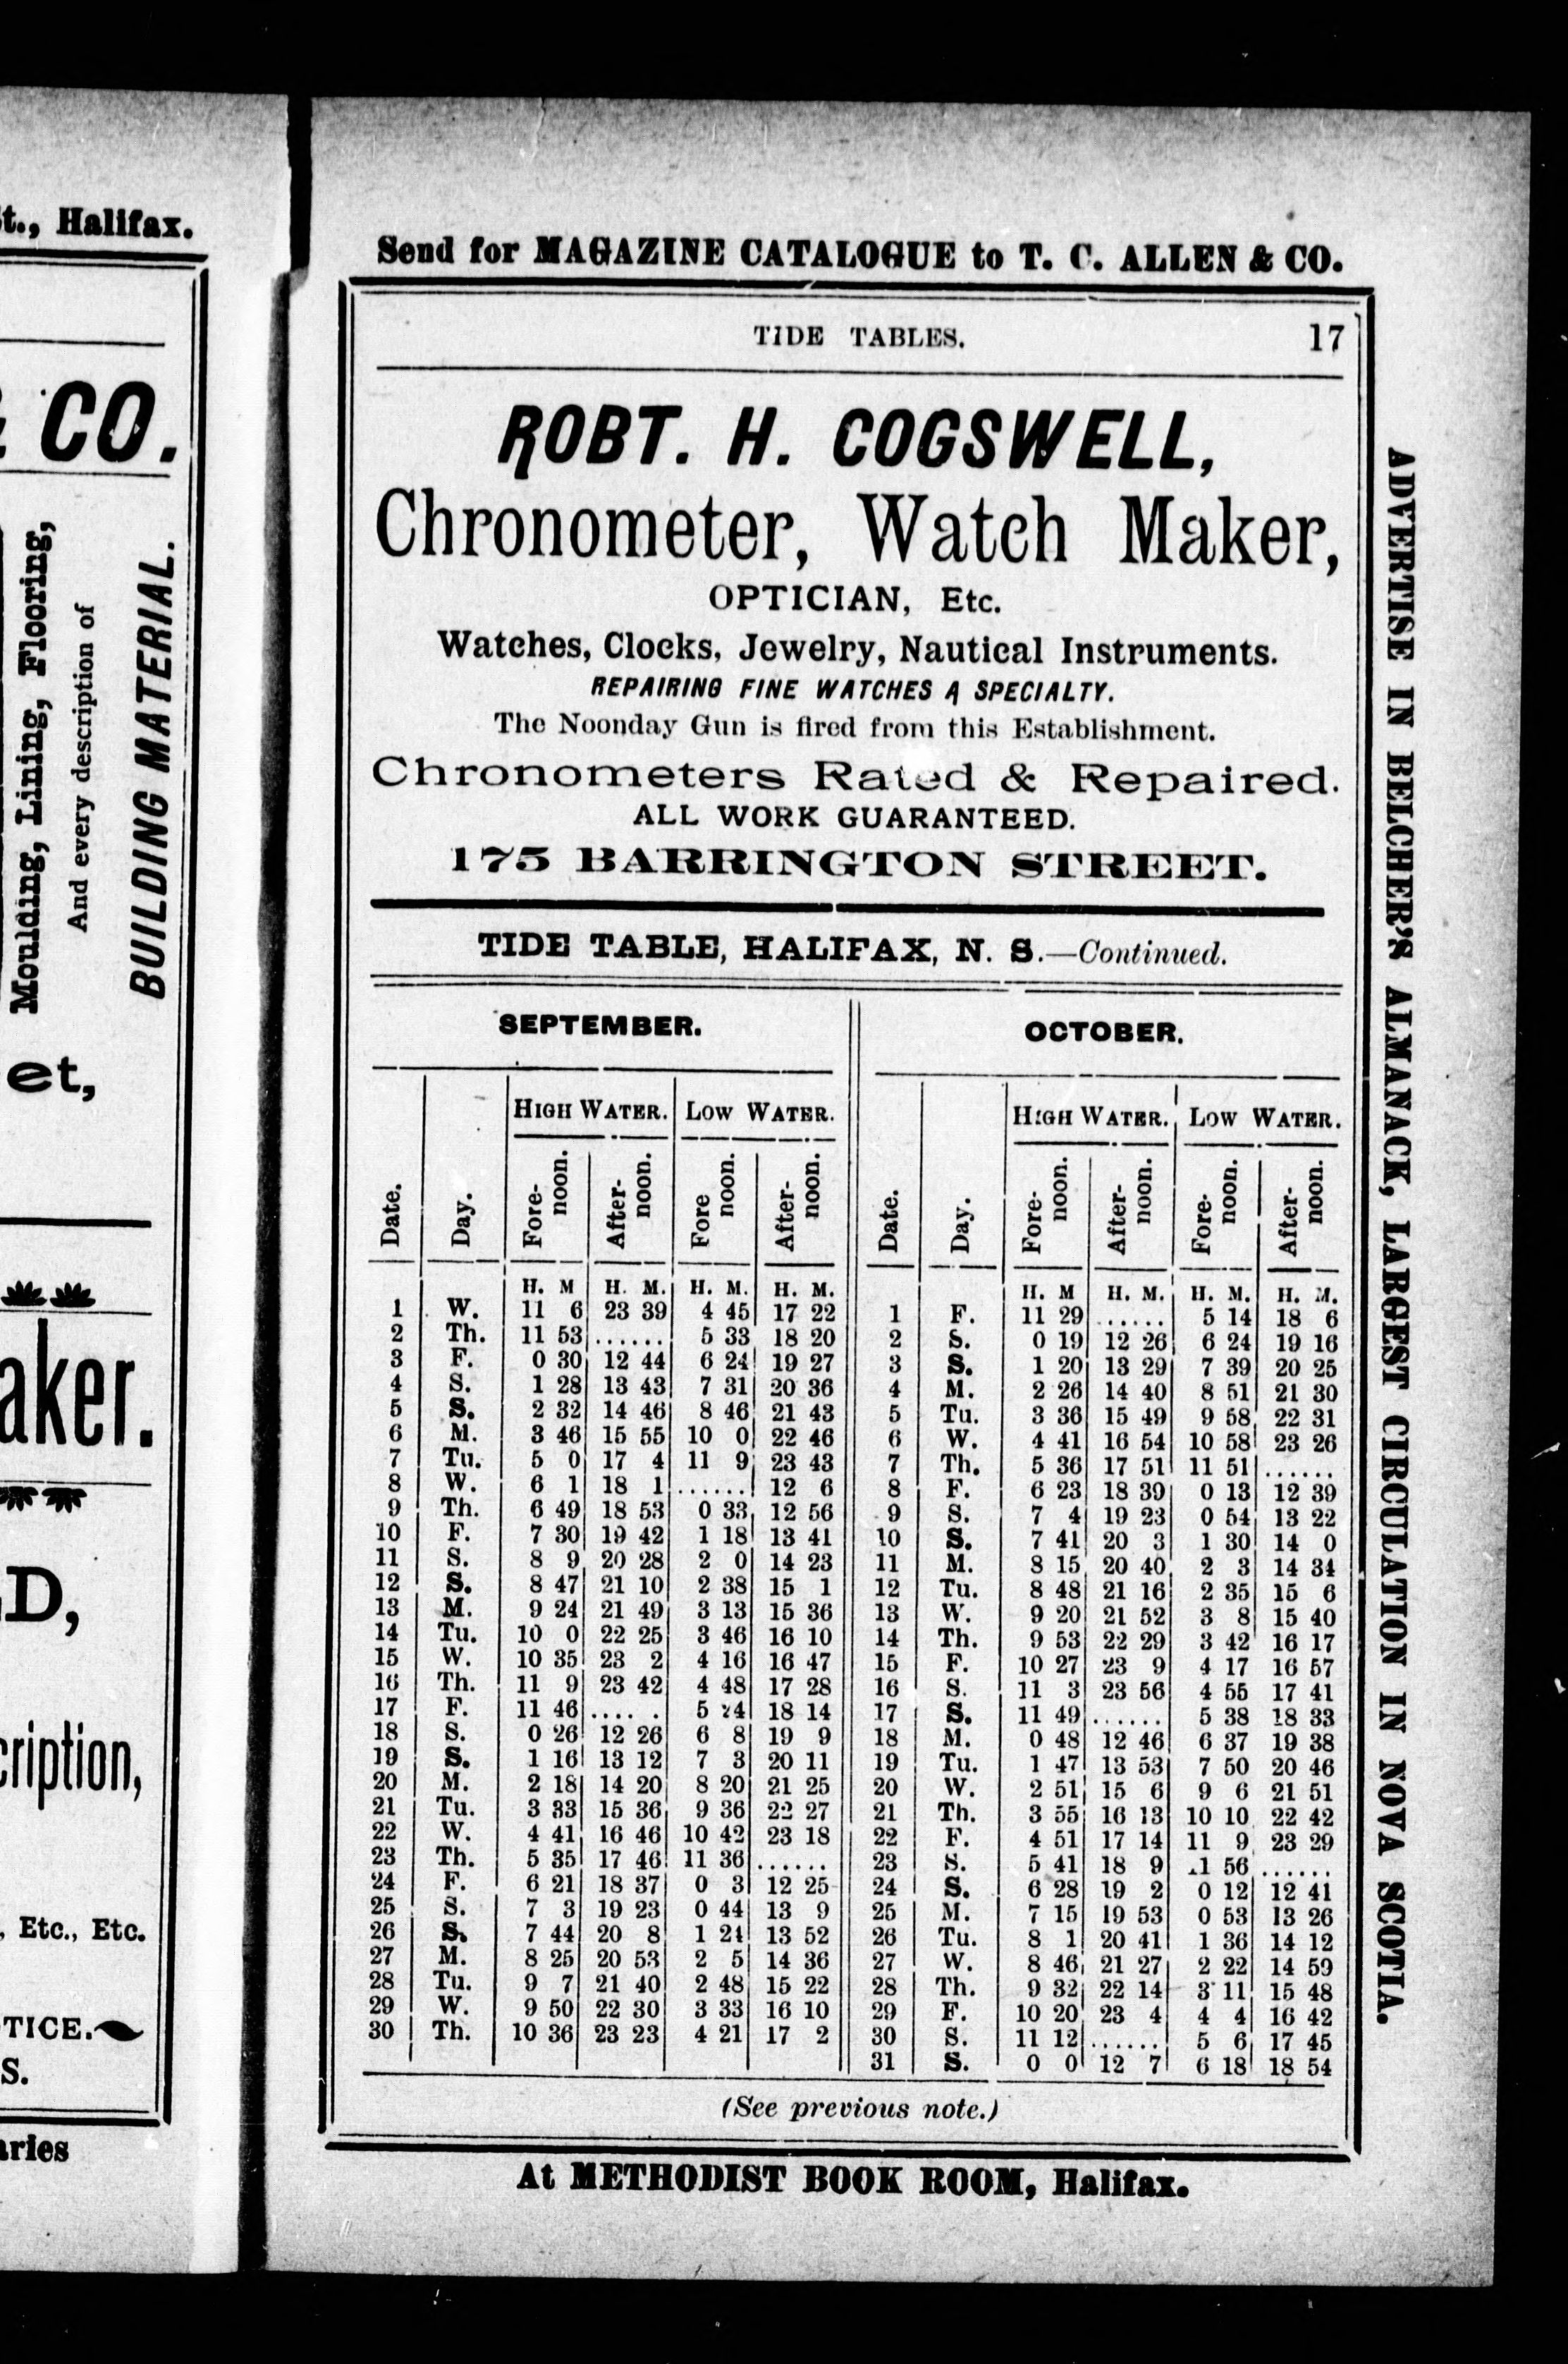 t., Halifax.
CO.
Moulding, Lining, Flooring,
And every description of
BUILDING MATERIAL.
et,
aker.
D,
cription,
, Etc., Etc.
TICE.
S.
aries
Send for MAGAZINE CATALOGUE to T. C. ALLEN & CO.
TIDE TABLES. 17
ROBT. H. COGSWELL,
Chronometer, Watch Maker,
OPTICIAN, Etc.
Watches, Clocks, Jewelry, Nautical Instruments.
REPAIRING FINE WATCHES A SPECIALTY.
The Noonday Gun is fired from this Establishment.
Chronometers Rated & Repaired.
ALL WORK GUARANTEED.
175 BARRINGTON STREET.
TIDE TABLE, HALIFAX, N. S.—Continued.
SEPTEMBER. OCTOBER.
HIGH WATER. LOW WATER. HIGH WATER. LOW WATER.
Date. Day. Fore-noon. After-noon. Fore noon. After-noon. Date. Day. Fore-noon. After-noon. Fore-noon. After-noon.
H. M H. M. H. M. H. M. H. M H. M. H. M. H. M.
1 W. 11 6 23 39 4 45 17 22 1 F. 11 29 ...... 5 14 18 6
2 Th. 11 53 ...... 5 33 18 20 2 S. 0 19 12 26 6 24 19 16
3 F. 0 30 12 44 6 24 19 27 3 S. 1 20 13 29 7 39 20 25
4 S. 1 28 13 43 7 31 20 36 4 M. 2 26 14 40 8 51 21 30
5 S. 2 32 14 46 8 46 21 43 5 Tu. 3 36 15 49 9 58 22 31
6 M. 3 46 15 55 10 0 22 46 6 W. 4 41 16 54 10 58 23 26
7 Tu. 5 0 17 4 11 9 23 43 7 Th. 5 36 17 51 11 51 ......
8 W. 6 1 18 1 ...... 12 6 8 F. 6 23 18 39 0 13 12 39
9 Th. 6 49 18 53 0 33 12 56 9 S. 7 4 19 23 0 54 13 22
10 F. 7 30 19 42 1 18 13 41 10 S. 7 41 20 3 1 30 14 0
11 S. 8 9 20 28 2 0 14 23 11 M. 8 15 20 40 2 3 14 34
12 S. 8 47 21 10 2 38 15 1 12 Tu. 8 48 21 16 2 35 15 6
13 M. 9 24 21 49 3 13 15 36 13 W. 9 20 21 52 3 8 15 40
14 Tu. 10 0 22 25 3 46 16 10 14 Th. 9 53 22 29 3 42 16 17
15 W. 10 35 23 2 4 16 16 47 15 F. 10 27 23 9 4 17 16 57
16 Th. 11 9 23 42 4 48 17 28 16 S. 11 3 23 56 4 55 17 41
17 F. 11 46 ..... 5 24 18 14 17 S. 11 49 ...... 5 38 18 33
18 S. 0 26 12 26 6 8 19 9 18 M. 0 48 12 46 6 37 19 38
19 S. 1 16 13 12 7 3 20 11 19 Tu. 1 47 13 53 7 50 20 46
20 M. 2 18 14 20 8 20 21 25 20 W. 2 51 15 6 9 6 21 51
21 Tu. 3 33 15 36 9 36 22 27 21 Th. 3 55 16 13 10 10 22 42
22 W. 4 41 16 46 10 42 23 18 22 F. 4 51 17 14 11 9 23 29
23 Th. 5 35 17 46 11 36 ...... 23 S. 5 41 18 9 11 56 ......
24 F. 6 21 18 37 0 3 12 25 24 S. 6 28 19 2 0 12 12 41
25 S. 7 3 19 23 0 44 13 9 25 M. 7 15 19 53 0 53 13 26
26 S. 7 44 20 8 1 24 13 52 26 Tu. 8 1 20 41 1 36 14 12
27 M. 8 25 20 53 2 5 14 36 27 W. 8 46 21 27 2 22 14 59
28 Tu. 9 7 21 40 2 48 15 22 28 Th. 9 32 22 14 3 11 15 48
29 W. 9 50 22 30 3 33 16 10 29 F. 10 20 23 4 4 4 16 42
30 Th. 10 36 23 23 4 21 17 2 30 S. 11 12 ...... 5 6 17 45
31 S. 0 0 12 7 6 18 18 54
(See previous note.)
At METHODIST BOOK ROOM, Halifax.
ADVERTISE IN BELCHER'S ALMANACK, LARGEST CIRCULATION IN NOVA SCOTIA.